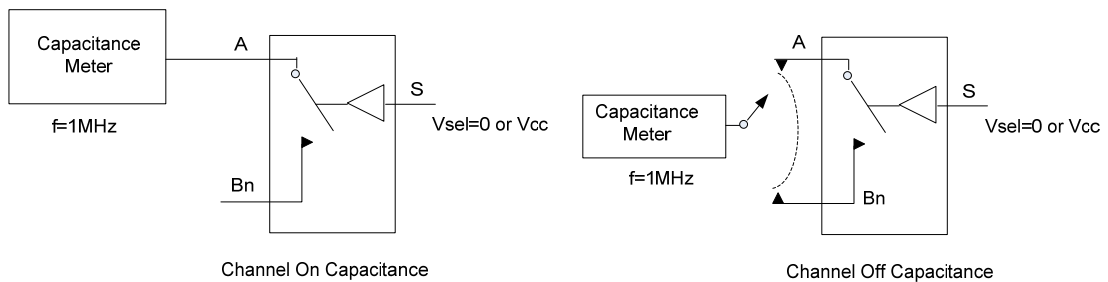 Capacitance
Meter
f=1MHz
A
S
Vsel=0 or Vcc
Bn
Channel On Capacitance
Capacitance
Meter
f=1MHz
A
S
Vsel=0 or Vcc
Bn
Channel Off Capacitance